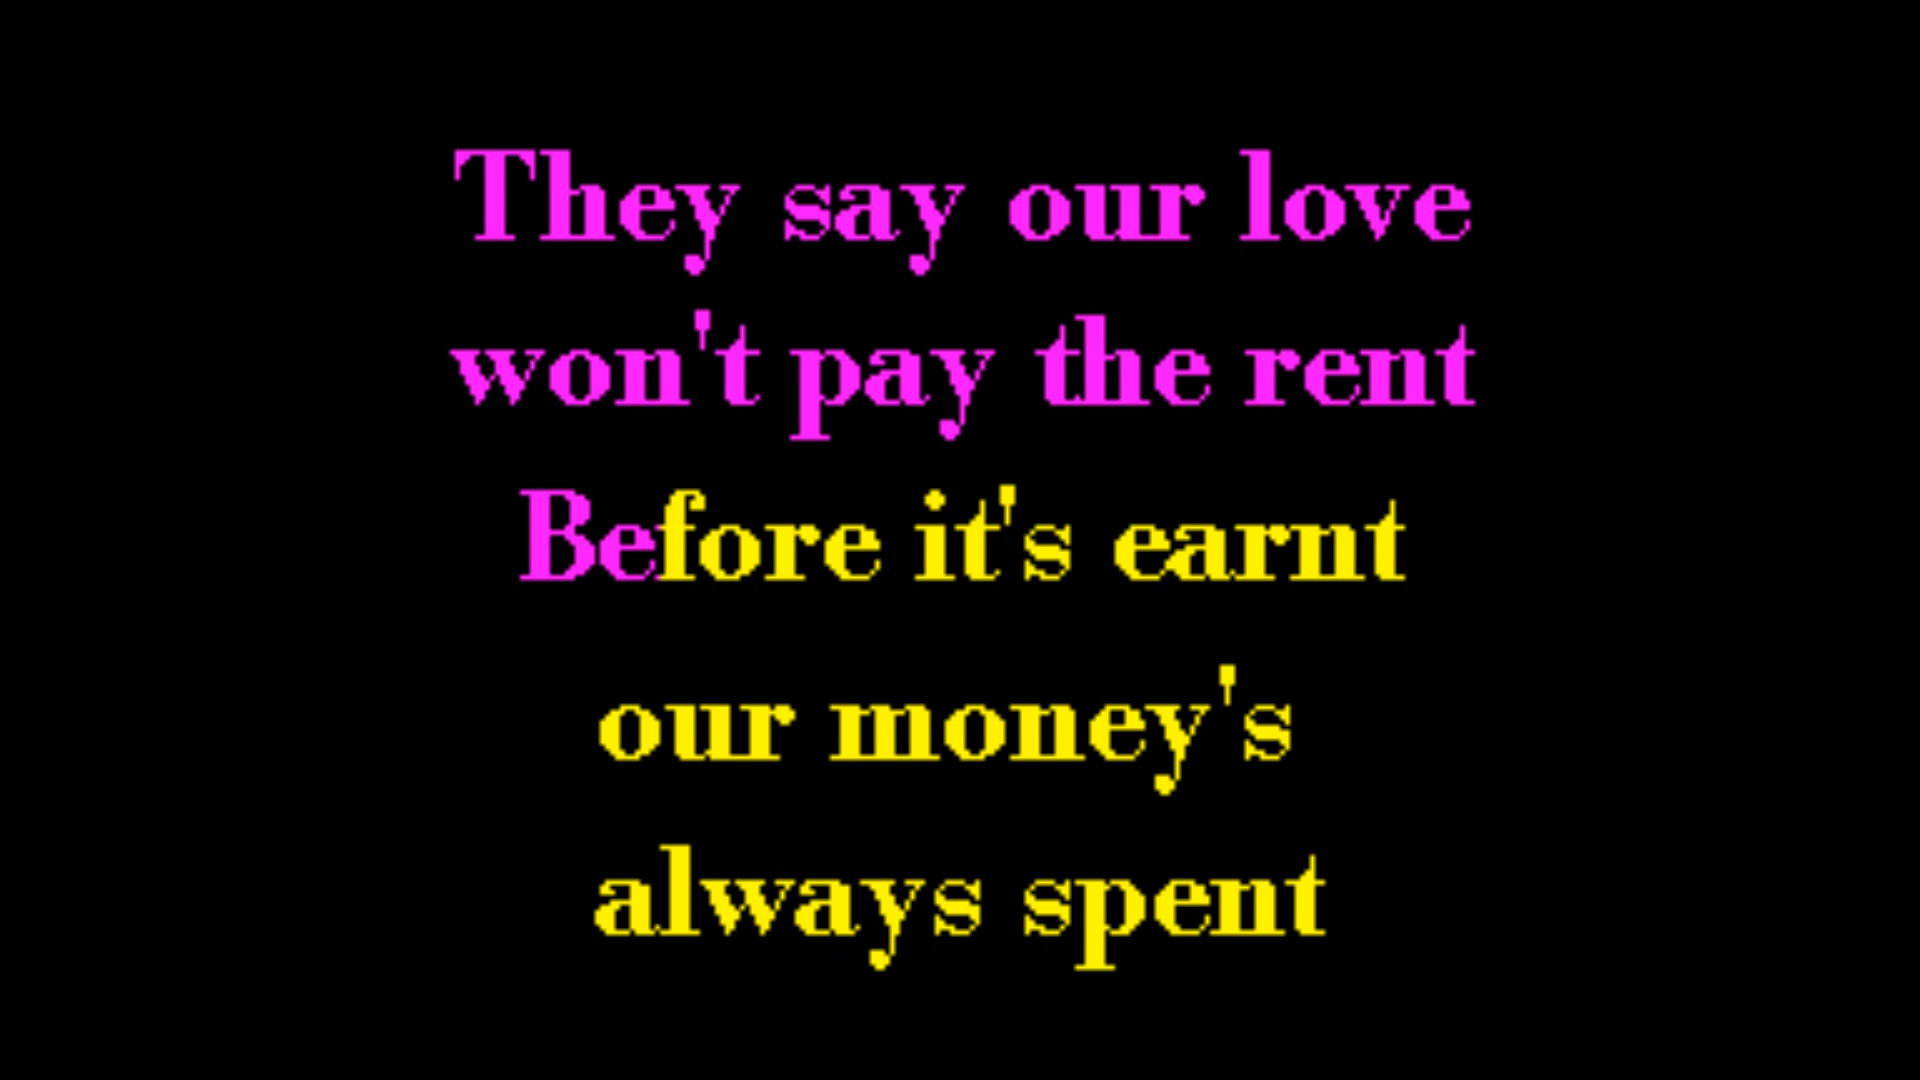 They say our love
won't pay the rent
Before it's earnt
our money's
always spent